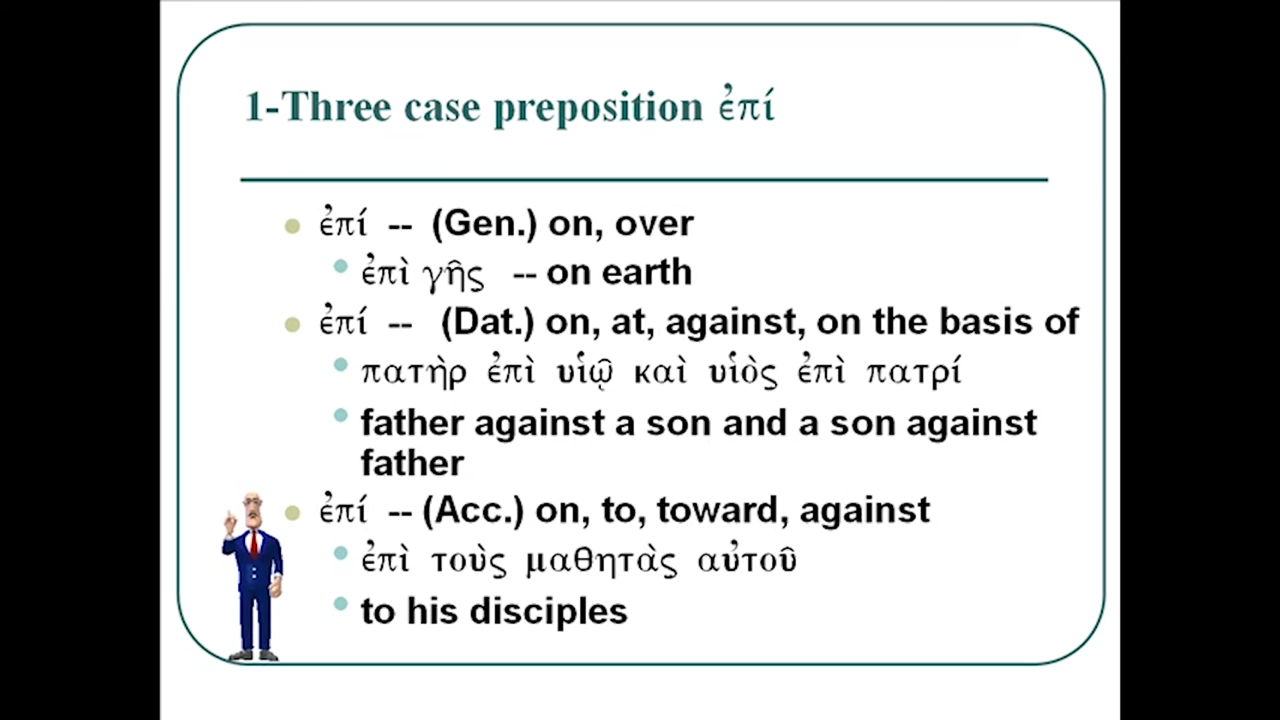 1-Three case preposition ἐπί
ἐπί -- (Gen.) on, over
ἐπὶ γῆς -- on earth
ἐπί -- (Dat.) on, at, against, on the basis of
πατὴρ ἐπὶ υἱῷ καὶ υἱὸς ἐπὶ πατρί
father against a son and a son against
father
ἐπί -- (Acc.) on, to, toward, against
ἐπὶ τοὺς μαθητὰς αὐτοῦ
to his disciples